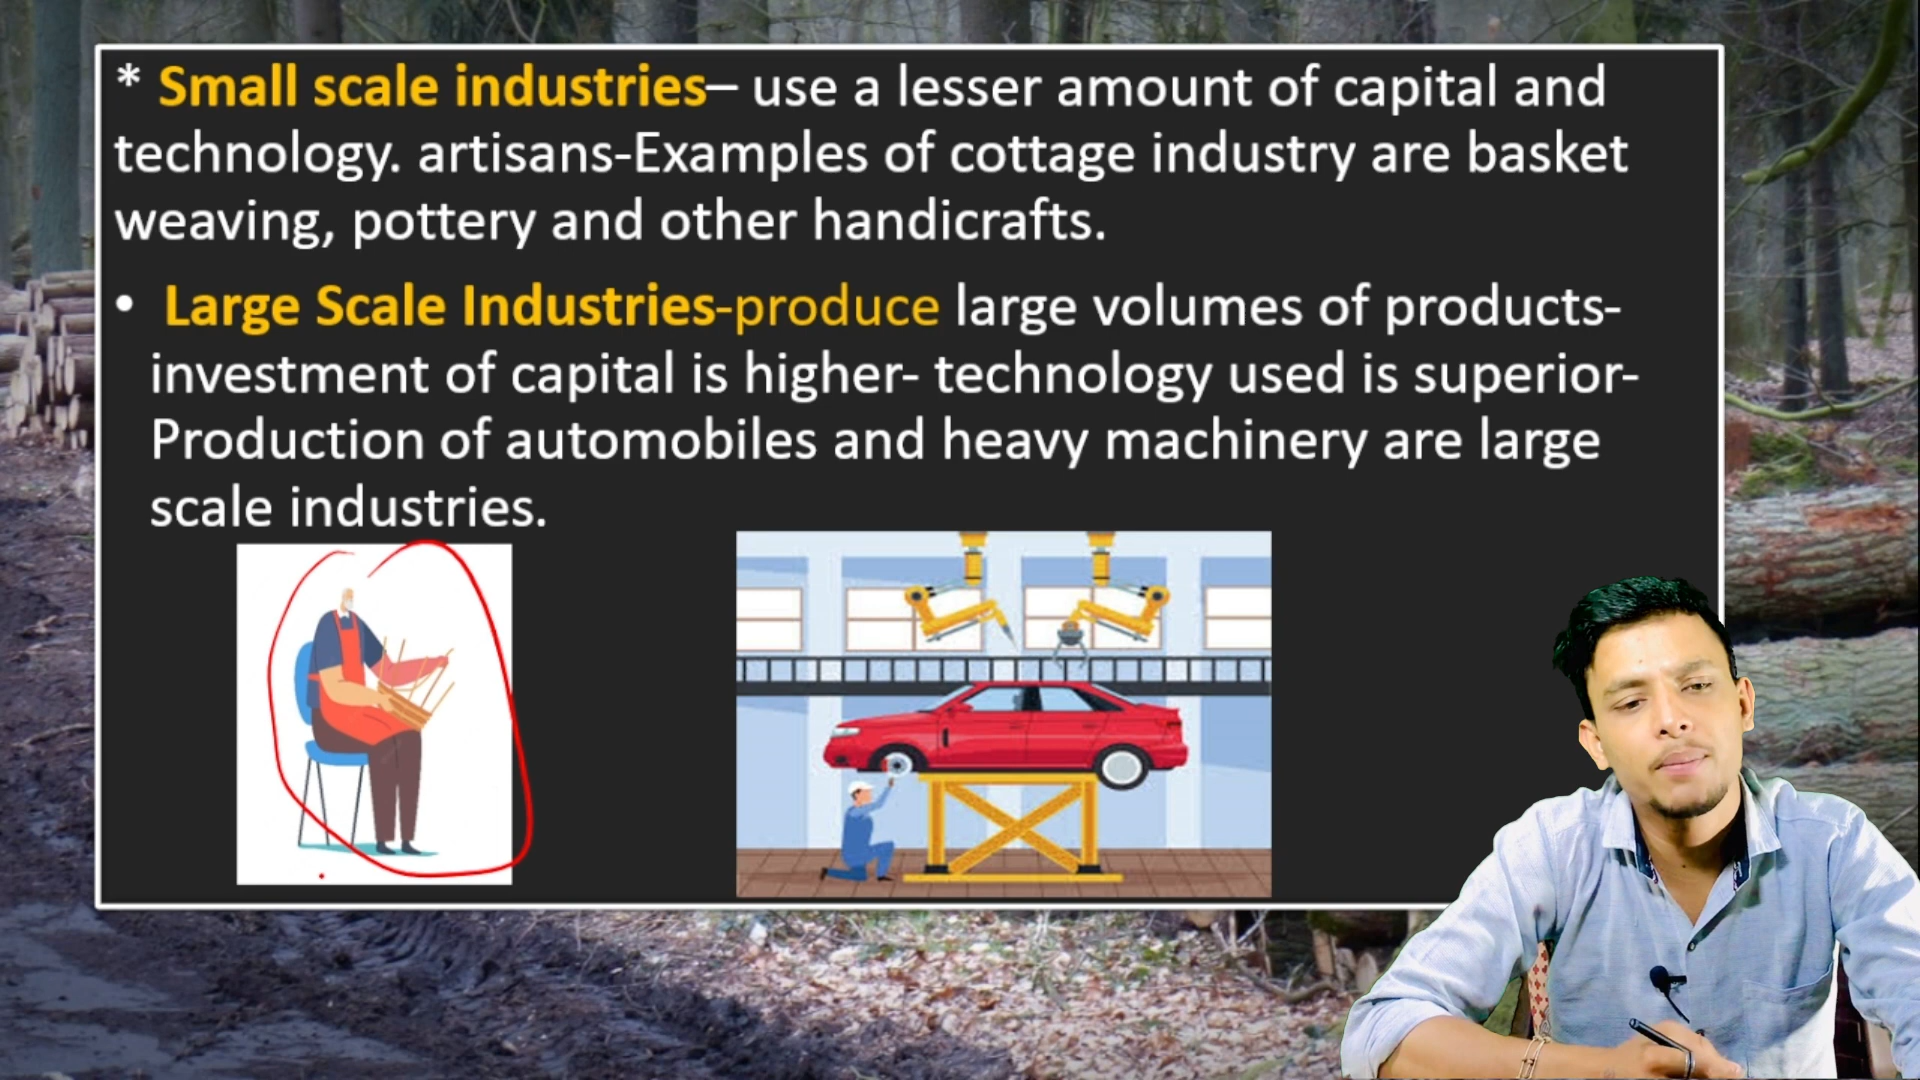 * Small scale industries– use a lesser amount of capital and
technology. artisans-Examples of cottage industry are basket
weaving, pottery and other handicrafts.
• Large Scale Industries-produce large volumes of products-
investment of capital is higher- technology used is superior-
Production of automobiles and heavy machinery are large
scale industries.